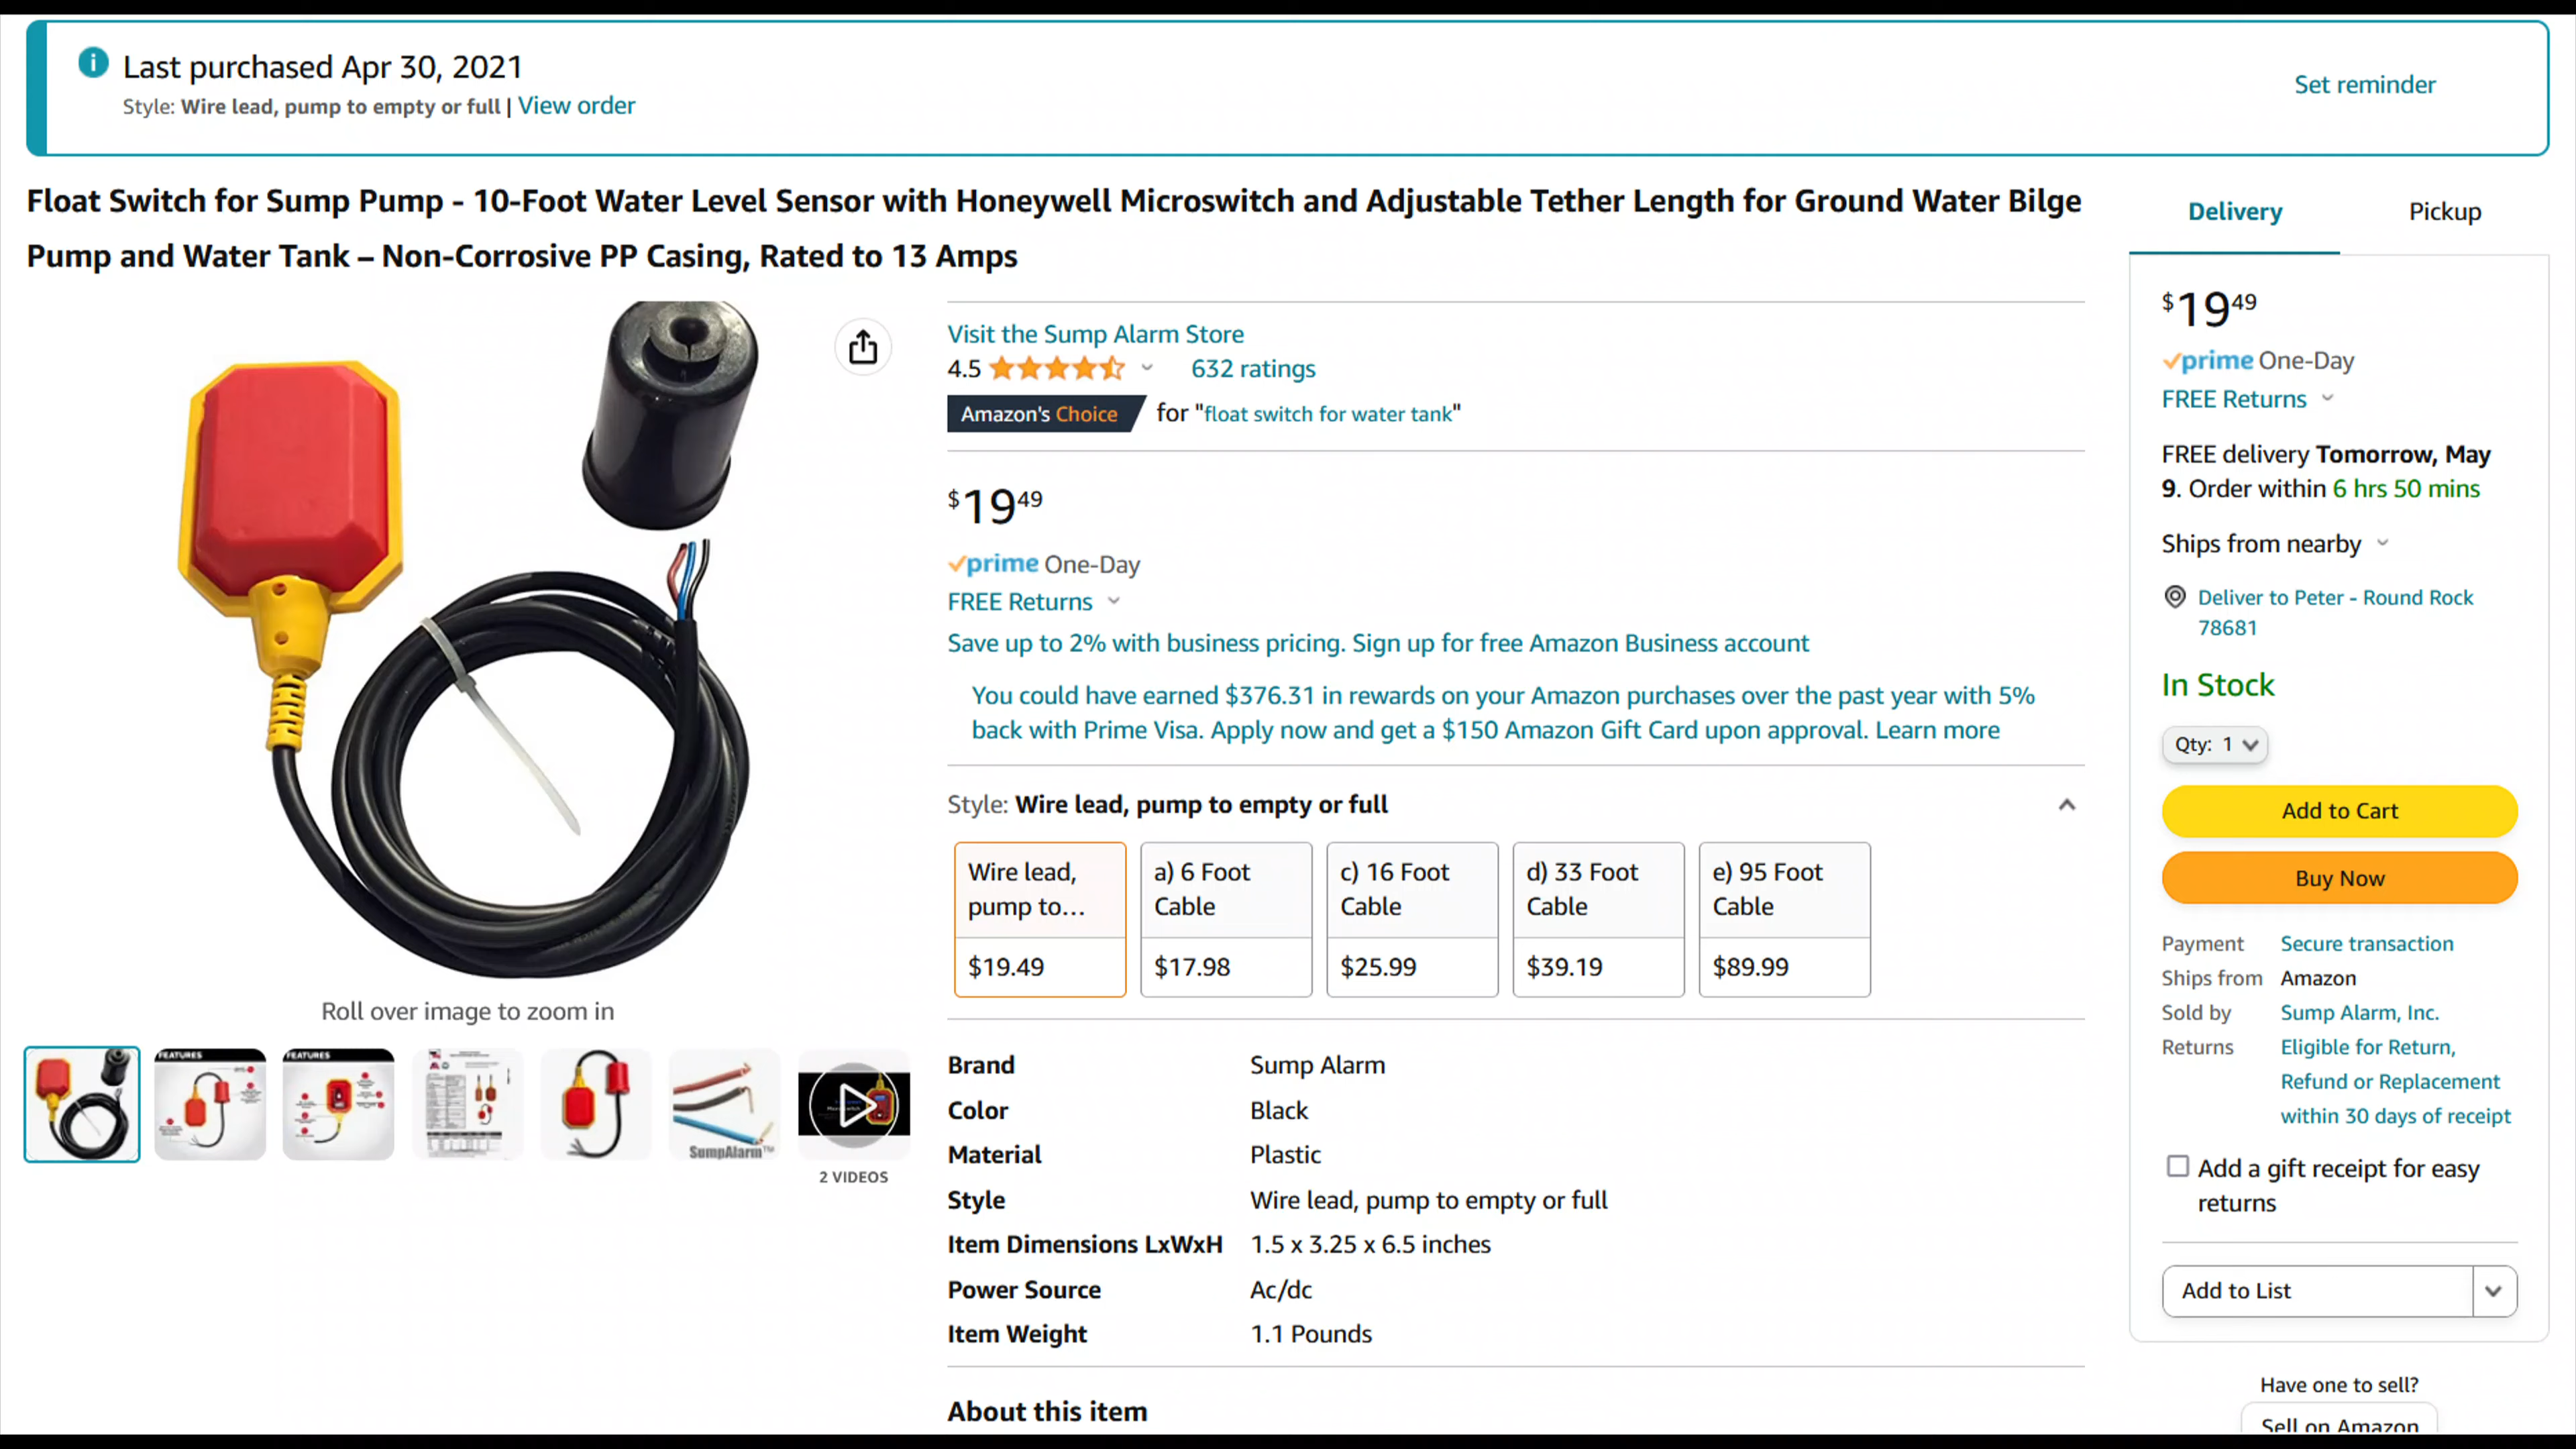 Last purchased Apr 30, 2021
Style: Wire lead, pump to empty or full | View order
Set reminder
Float Switch for Sump Pump - 10-Foot Water Level Sensor with Honeywell Microswitch and Adjustable Tether Length for Ground Water Bilge
Pump and Water Tank – Non-Corrosive PP Casing, Rated to 13 Amps
Roll over image to zoom in
FEATURES
FEATURES
SumpAlarm™
2 VIDEOS
Visit the Sump Alarm Store
4.5 632 ratings
Amazon's Choice for "float switch for water tank"
$19 49
prime One-Day
FREE Returns
Save up to 2% with business pricing. Sign up for free Amazon Business account
You could have earned $376.31 in rewards on your Amazon purchases over the past year with 5%
back with Prime Visa. Apply now and get a $150 Amazon Gift Card upon approval. Learn more
Style: Wire lead, pump to empty or full
Wire lead,
pump to...
$19.49
a) 6 Foot
Cable
$17.98
c) 16 Foot
Cable
$25.99
d) 33 Foot
Cable
$39.19
e) 95 Foot
Cable
$89.99
Brand Sump Alarm
Color Black
Material Plastic
Style Wire lead, pump to empty or full
Item Dimensions LxWxH 1.5 x 3.25 x 6.5 inches
Power Source Ac/dc
Item Weight 1.1 Pounds
About this item
Delivery Pickup
$19 49
prime One-Day
FREE Returns
FREE delivery Tomorrow, May
9. Order within 6 hrs 50 mins
Ships from nearby
Deliver to Peter - Round Rock
78681
In Stock
Qty: 1
Add to Cart
Buy Now
Payment Secure transaction
Ships from Amazon
Sold by Sump Alarm, Inc.
Returns Eligible for Return,
Refund or Replacement
within 30 days of receipt
Add a gift receipt for easy
returns
Add to List
Have one to sell?
Sell on Amazon